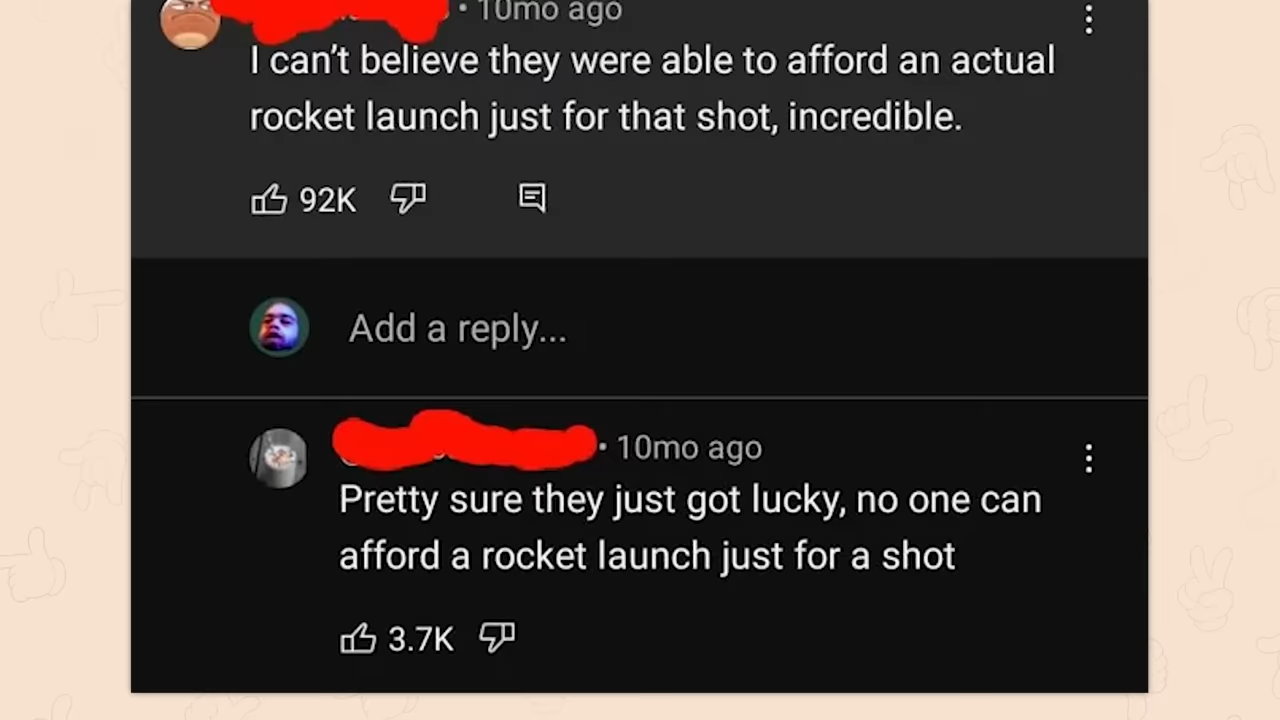 • 10mo ago
I can't believe they were able to afford an actual
rocket launch just for that shot, incredible.
92K
Add a reply...
• 10mo ago
Pretty sure they just got lucky, no one can
afford a rocket launch just for a shot
3.7K